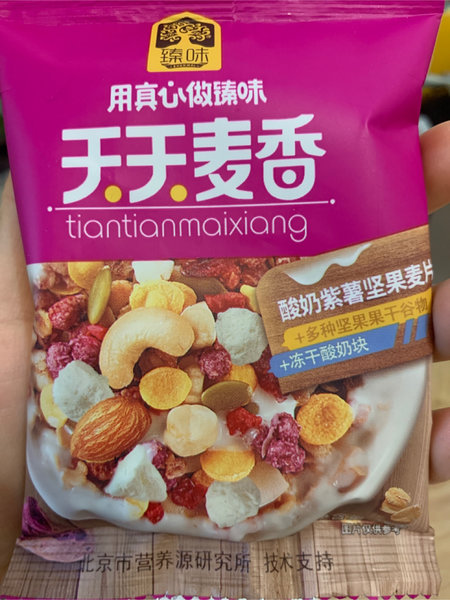 臻味
用真心做臻味
天天麦香
tiantianmaixiang
酸奶紫薯坚果麦片
+多种坚果果干谷物
+冻干酸奶块
图片仅供参考
北京市营养源研究所 技术支持